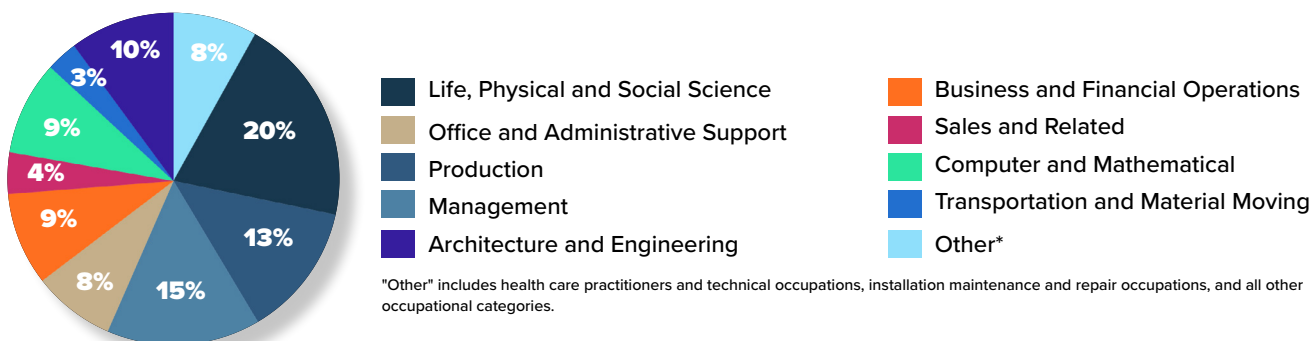 10%
8%
3%
20%
9%
4%
9%
13%
8%
15%
Life, Physical and Social Science
Office and Administrative Support
Production
Management
Architecture and Engineering
Business and Financial Operations
Sales and Related
Computer and Mathematical
Transportation and Material Moving
Other*
"Other" includes health care practitioners and technical occupations, installation maintenance and repair occupations, and all other
occupational categories.